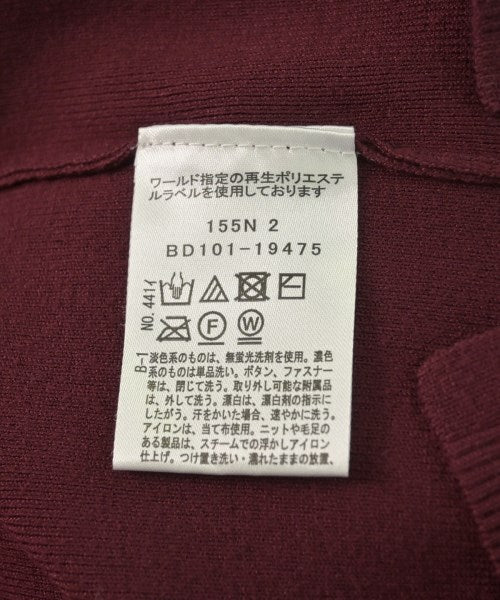 ワールド指定の再生ポリエステ
ルラベルを使用しております
155N 2
BD101-19475
NO. 441イ
F W
B-1
淡色系のものは、無蛍光洗剤を使用。濃色
系のものは単品洗い。ボタン、ファスナー
等は、閉じて洗う。取り外し可能な附属品
は、外して洗う。漂白は、漂白剤の指示に
したがう。汗をかいた場合、速やかに洗う。
アイロンは、当て布使用。ニットや毛足の
ある製品は、スチームでの浮かしアイロン
仕上げ。つけ置き洗い・濡れたままの放置、